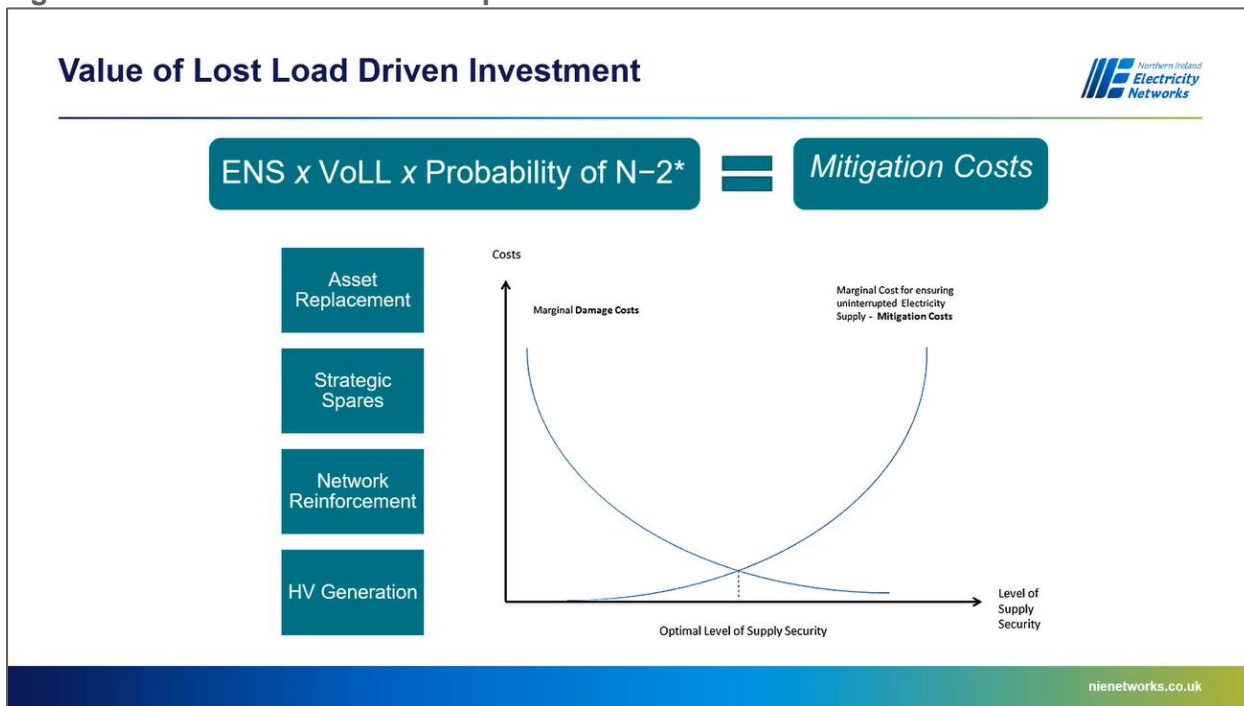 Value of Lost Load Driven Investment
Northern Ireland
Electricity
Networks
ENS x VoLL x Probability of N−2*
=
Mitigation Costs
Asset
Replacement
Strategic
Spares
Network
Reinforcement
HV Generation
Costs
Marginal Damage Costs
Marginal Cost for ensuring
uninterrupted Electricity
Supply - Mitigation Costs
Level of
Supply
Security
Optimal Level of Supply Security
nienetworks.co.uk